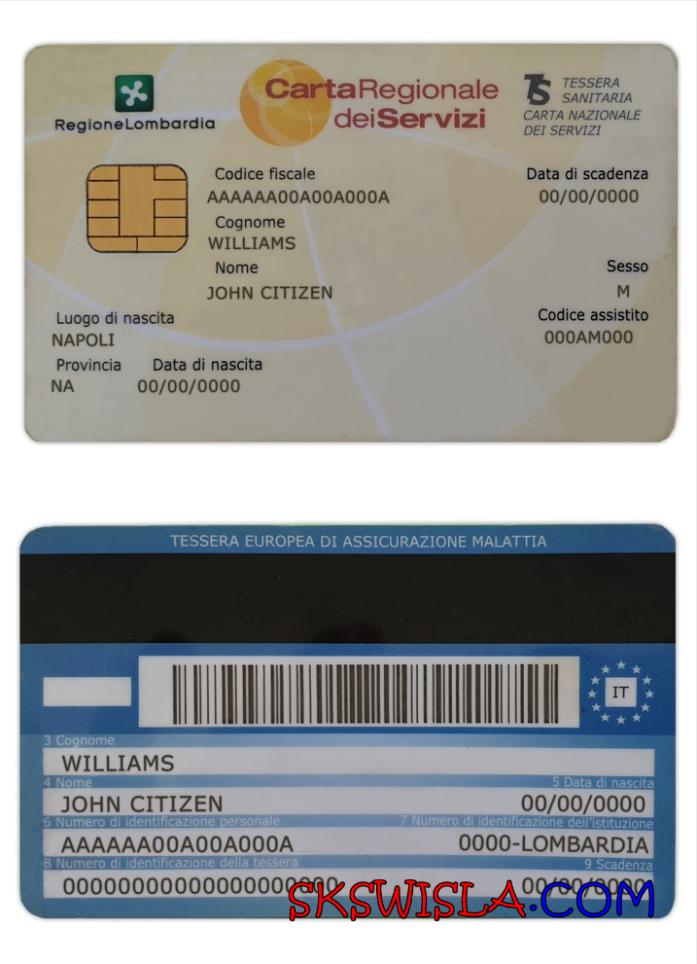 RegioneLombardia
CartaRegionale
deiServizi
TS TESSERA
SANITARIA
CARTA NAZIONALE
DEI SERVIZI
Codice fiscale
AAAAAA00A00A000A
Data di scadenza
00/00/0000
Cognome
WILLIAMS
Nome
JOHN CITIZEN
Sesso
M
Luogo di nascita
NAPOLI
Codice assistito
000AM000
Provincia Data di nascita
NA 00/00/0000
TESSERA EUROPEA DI ASSICURAZIONE MALATTIA
IT
3 Cognome
WILLIAMS
4 Nome 5 Data di nascita
JOHN CITIZEN 00/00/0000
6 Numero di identificazione personale 7 Numero di identificazione dell'istituzione
AAAAAA00A00A000A 0000-LOMBARDIA
8 Numero di identificazione della tessera 9 Scadenza
00000000000000000000 00/00/0000
SKSWISLA.COM